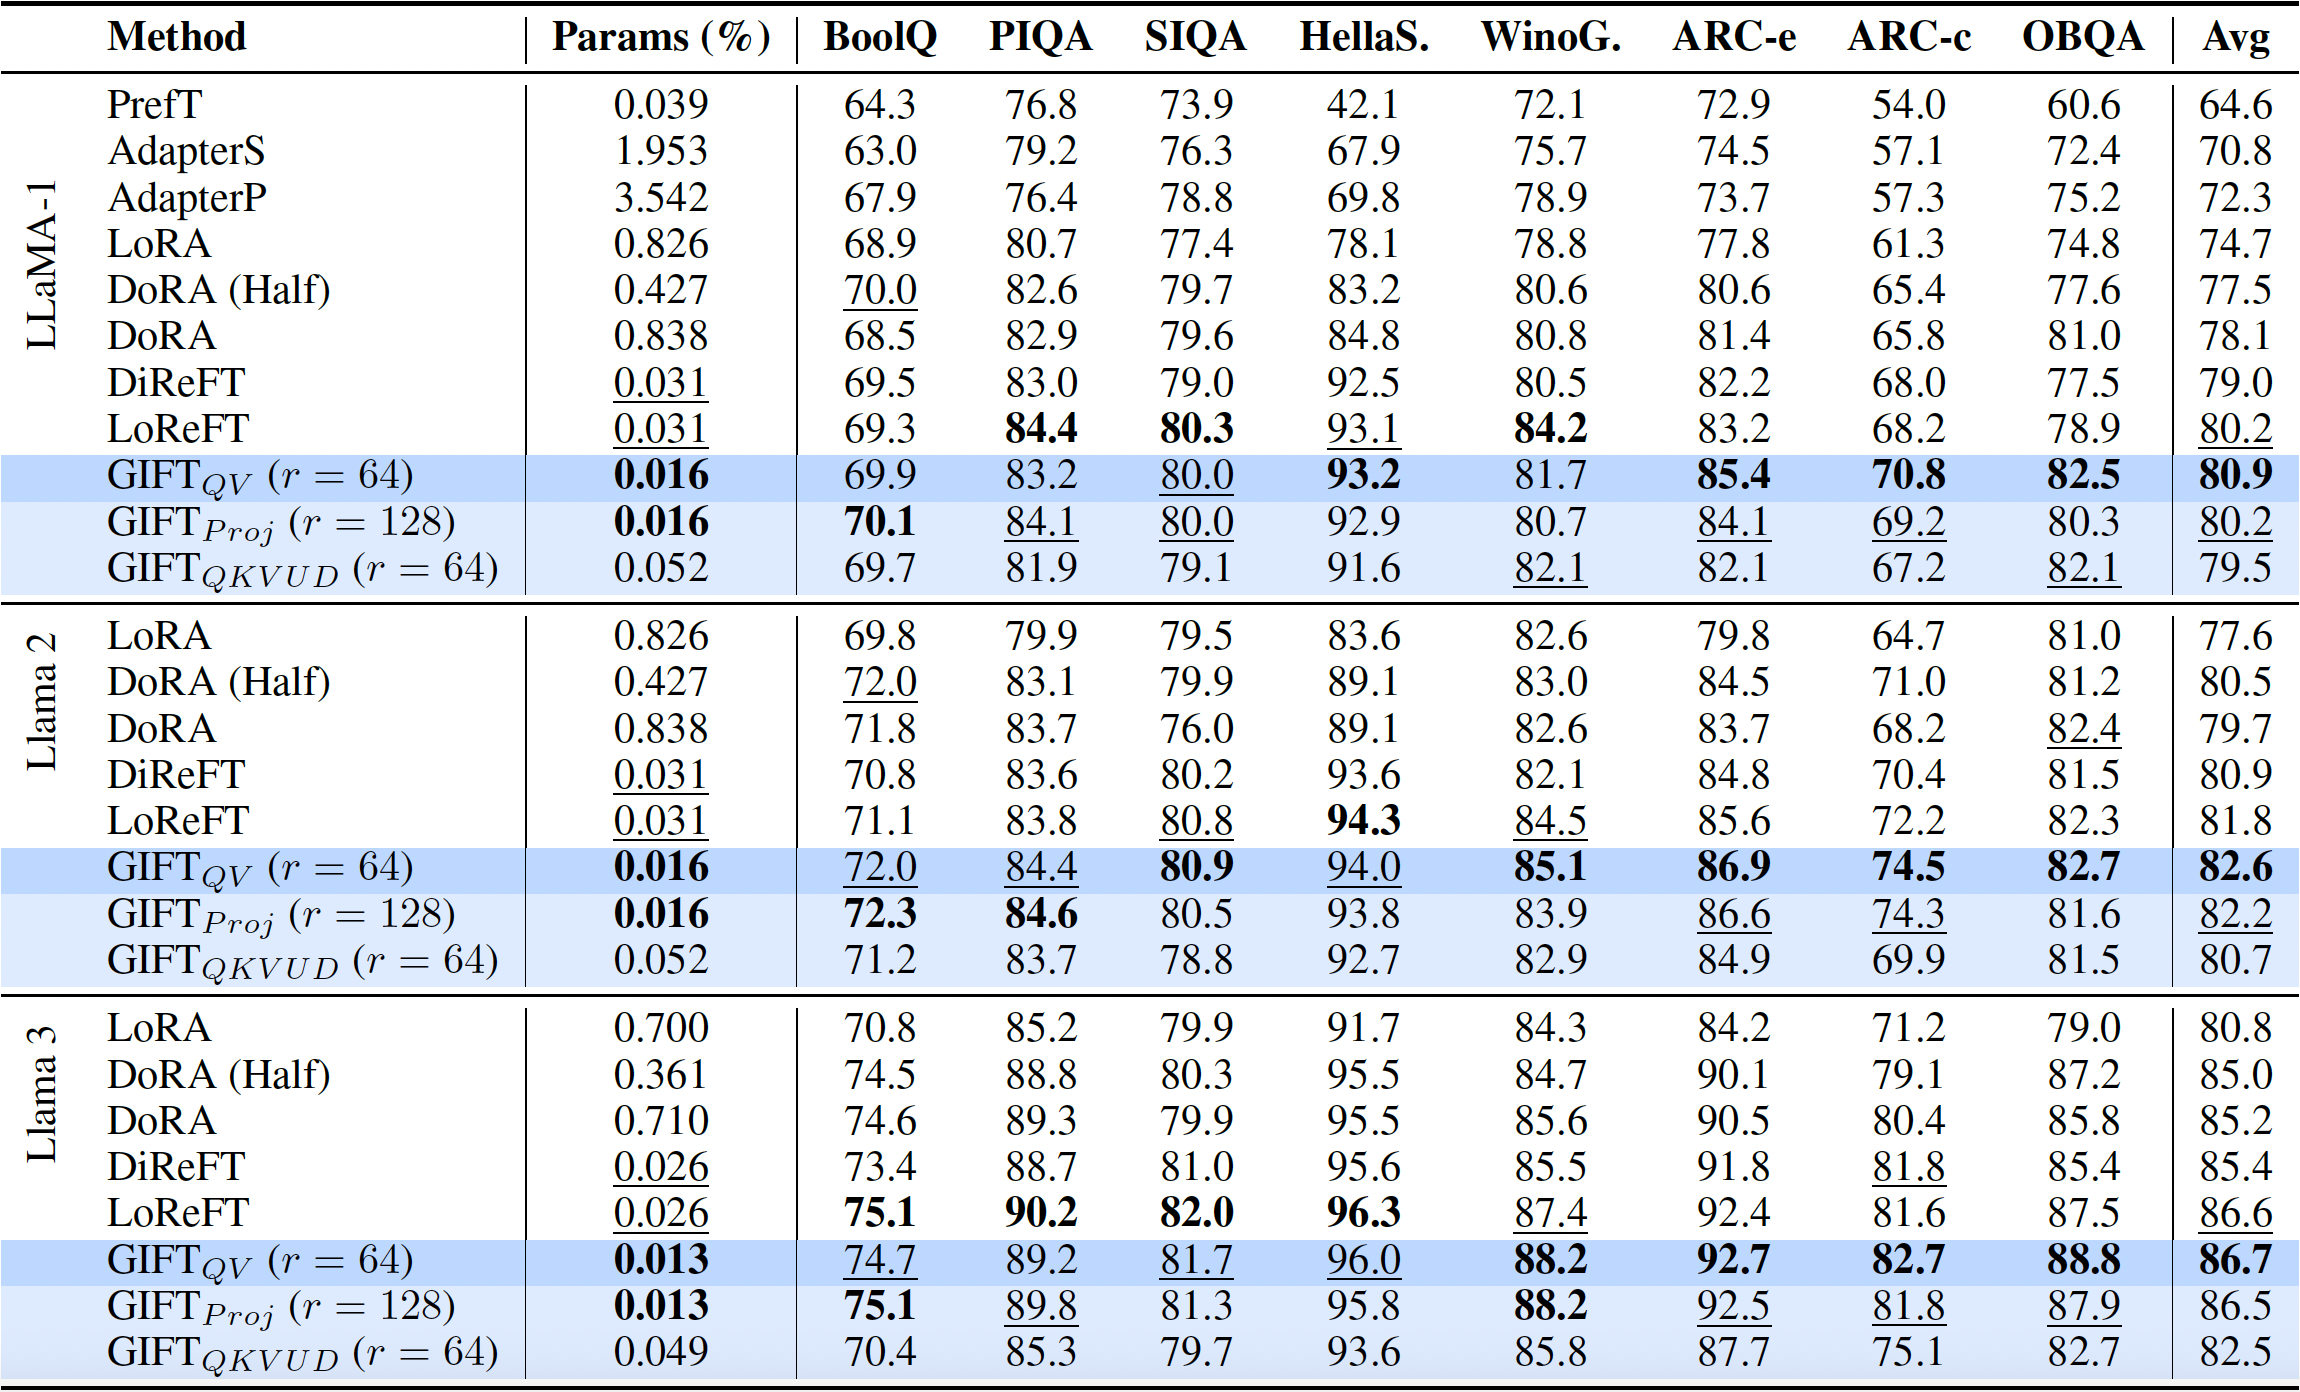 Method Params (%) BoolQ PIQA SIQA HellaS. WinoG. ARC-e ARC-c OBQA Avg
LLaMA-1
PrefT 0.039 64.3 76.8 73.9 42.1 72.1 72.9 54.0 60.6 64.6
AdapterS 1.953 63.0 79.2 76.3 67.9 75.7 74.5 57.1 72.4 70.8
AdapterP 3.542 67.9 76.4 78.8 69.8 78.9 73.7 57.3 75.2 72.3
LoRA 0.826 68.9 80.7 77.4 78.1 78.8 77.8 61.3 74.8 74.7
DoRA (Half) 0.427 70.0 82.6 79.7 83.2 80.6 80.6 65.4 77.6 77.5
DoRA 0.838 68.5 82.9 79.6 84.8 80.8 81.4 65.8 81.0 78.1
DiReFT 0.031 69.5 83.0 79.0 92.5 80.5 82.2 68.0 77.5 79.0
LoReFT 0.031 69.3 84.4 80.3 93.1 84.2 83.2 68.2 78.9 80.2
GIFT_QV (r = 64) 0.016 69.9 83.2 80.0 93.2 81.7 85.4 70.8 82.5 80.9
GIFT_Proj (r = 128) 0.016 70.1 84.1 80.0 92.9 80.7 84.1 69.2 80.3 80.2
GIFT_QKVUD (r = 64) 0.052 69.7 81.9 79.1 91.6 82.1 82.1 67.2 82.1 79.5
Llama 2
LoRA 0.826 69.8 79.9 79.5 83.6 82.6 79.8 64.7 81.0 77.6
DoRA (Half) 0.427 72.0 83.1 79.9 89.1 83.0 84.5 71.0 81.2 80.5
DoRA 0.838 71.8 83.7 76.0 89.1 82.6 83.7 68.2 82.4 79.7
DiReFT 0.031 70.8 83.6 80.2 93.6 82.1 84.8 70.4 81.5 80.9
LoReFT 0.031 71.1 83.8 80.8 94.3 84.5 85.6 72.2 82.3 81.8
GIFT_QV (r = 64) 0.016 72.0 84.4 80.9 94.0 85.1 86.9 74.5 82.7 82.6
GIFT_Proj (r = 128) 0.016 72.3 84.6 80.5 93.8 83.9 86.6 74.3 81.6 82.2
GIFT_QKVUD (r = 64) 0.052 71.2 83.7 78.8 92.7 82.9 84.9 69.9 81.5 80.7
Llama 3
LoRA 0.700 70.8 85.2 79.9 91.7 84.3 84.2 71.2 79.0 80.8
DoRA (Half) 0.361 74.5 88.8 80.3 95.5 84.7 90.1 79.1 87.2 85.0
DoRA 0.710 74.6 89.3 79.9 95.5 85.6 90.5 80.4 85.8 85.2
DiReFT 0.026 73.4 88.7 81.0 95.6 85.5 91.8 81.8 85.4 85.4
LoReFT 0.026 75.1 90.2 82.0 96.3 87.4 92.4 81.6 87.5 86.6
GIFT_QV (r = 64) 0.013 74.7 89.2 81.7 96.0 88.2 92.7 82.7 88.8 86.7
GIFT_Proj (r = 128) 0.013 75.1 89.8 81.3 95.8 88.2 92.5 81.8 87.9 86.5
GIFT_QKVUD (r = 64) 0.049 70.4 85.3 79.7 93.6 85.8 87.7 75.1 82.7 82.5